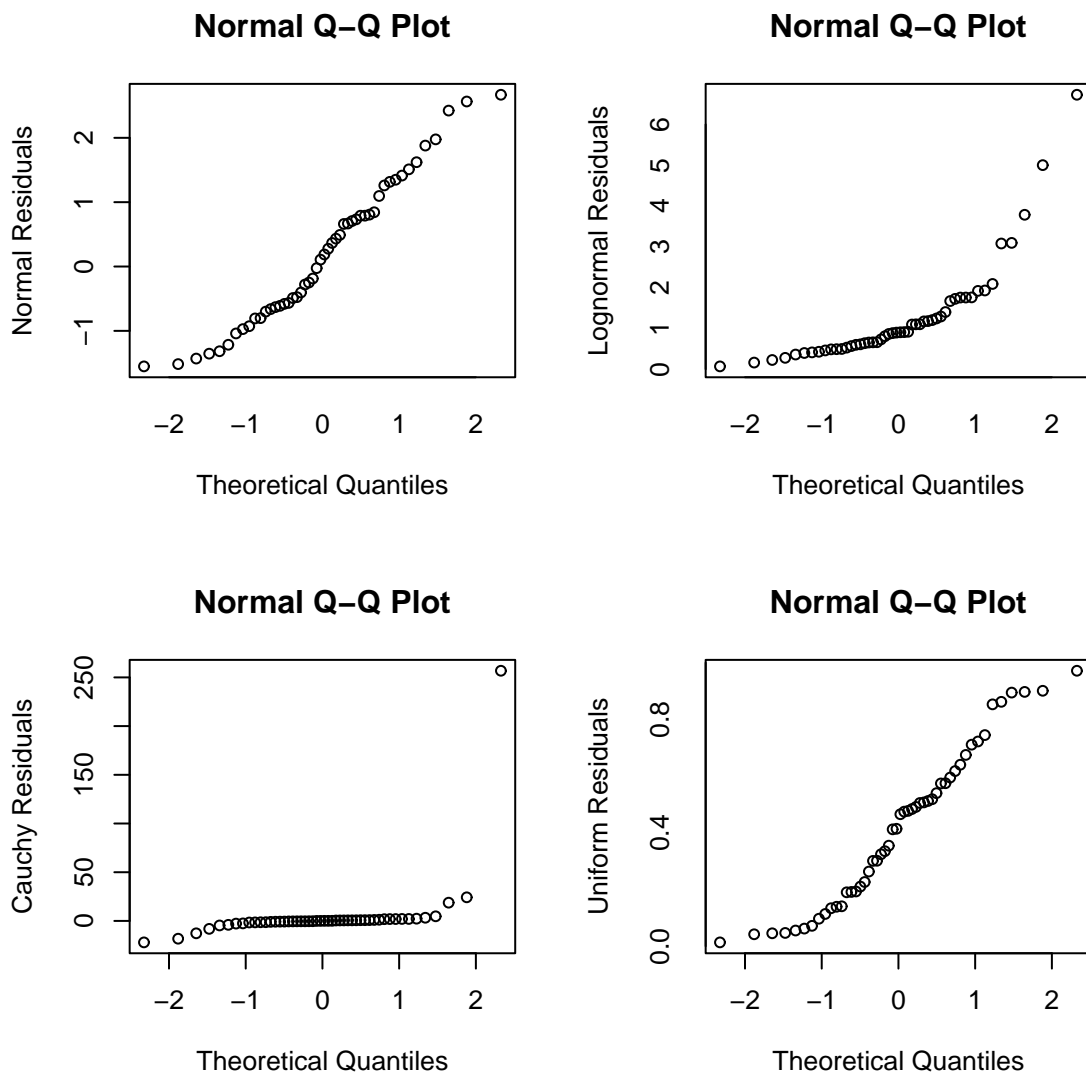 Normal Q−Q Plot
Normal Residuals
2
1
0
−1
−2 −1 0 1 2
Theoretical Quantiles
Normal Q−Q Plot
Lognormal Residuals
6
5
4
3
2
1
0
−2 −1 0 1 2
Theoretical Quantiles
Normal Q−Q Plot
Cauchy Residuals
250
150
50
0
−2 −1 0 1 2
Theoretical Quantiles
Normal Q−Q Plot
Uniform Residuals
0.8
0.4
0.0
−2 −1 0 1 2
Theoretical Quantiles